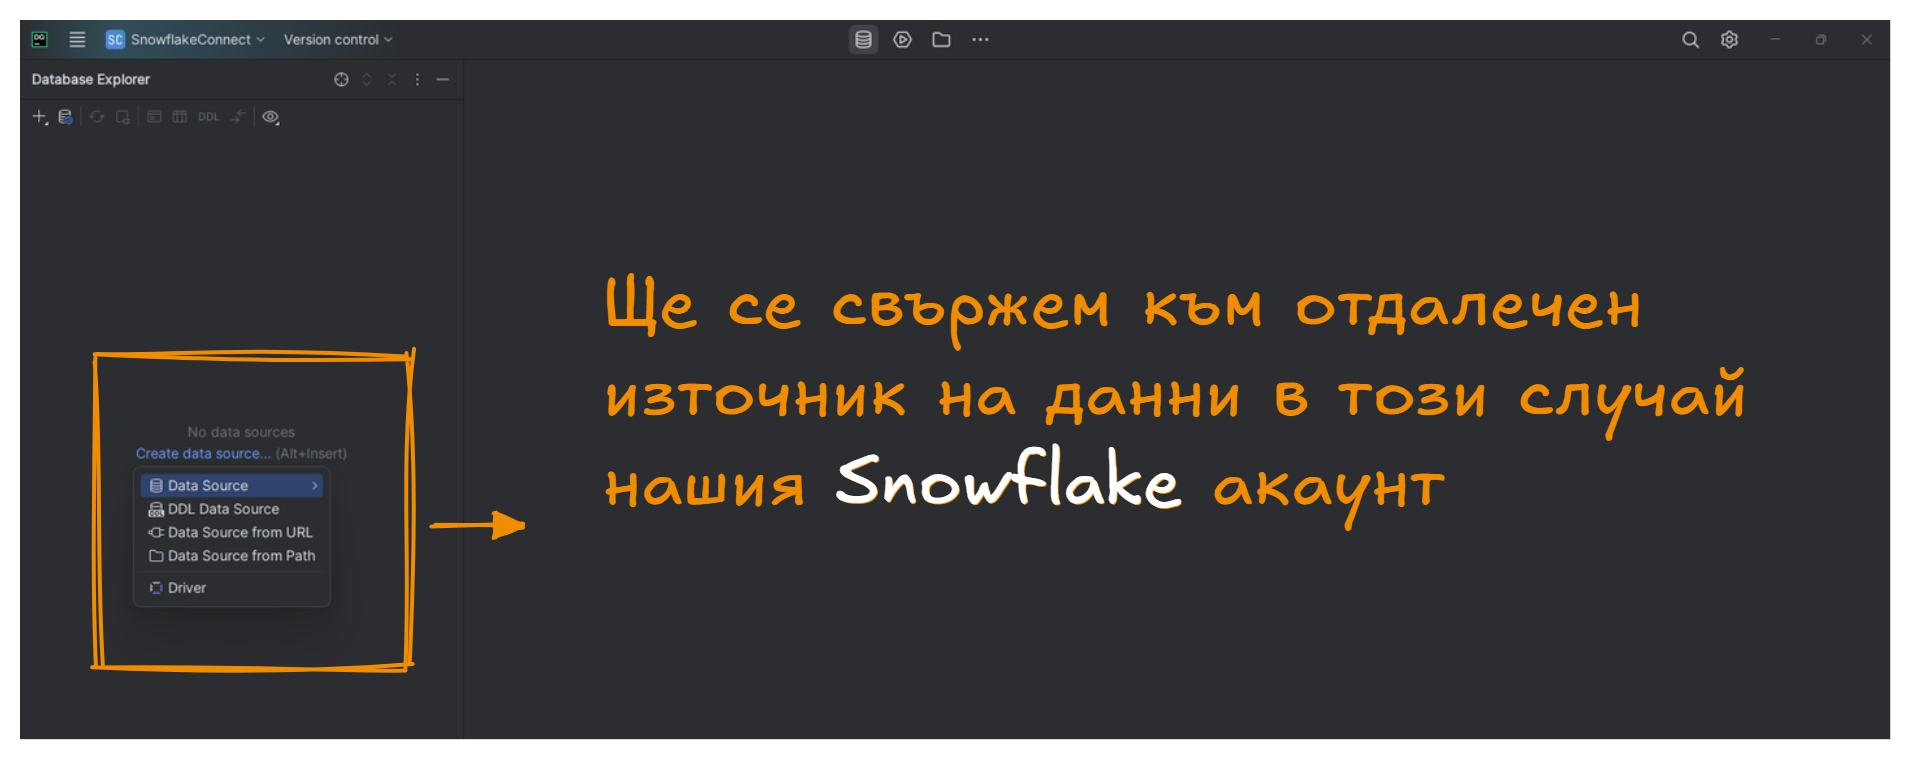 DG
SC SnowflakeConnect Version control
Database Explorer
DDL
No data sources
Create data source... (Alt+Insert)
Data Source
DDL Data Source
Data Source from URL
Data Source from Path
Driver
Ще се свържем към отдалечен
източник на данни в този случай
нашия Snowflake акаунт